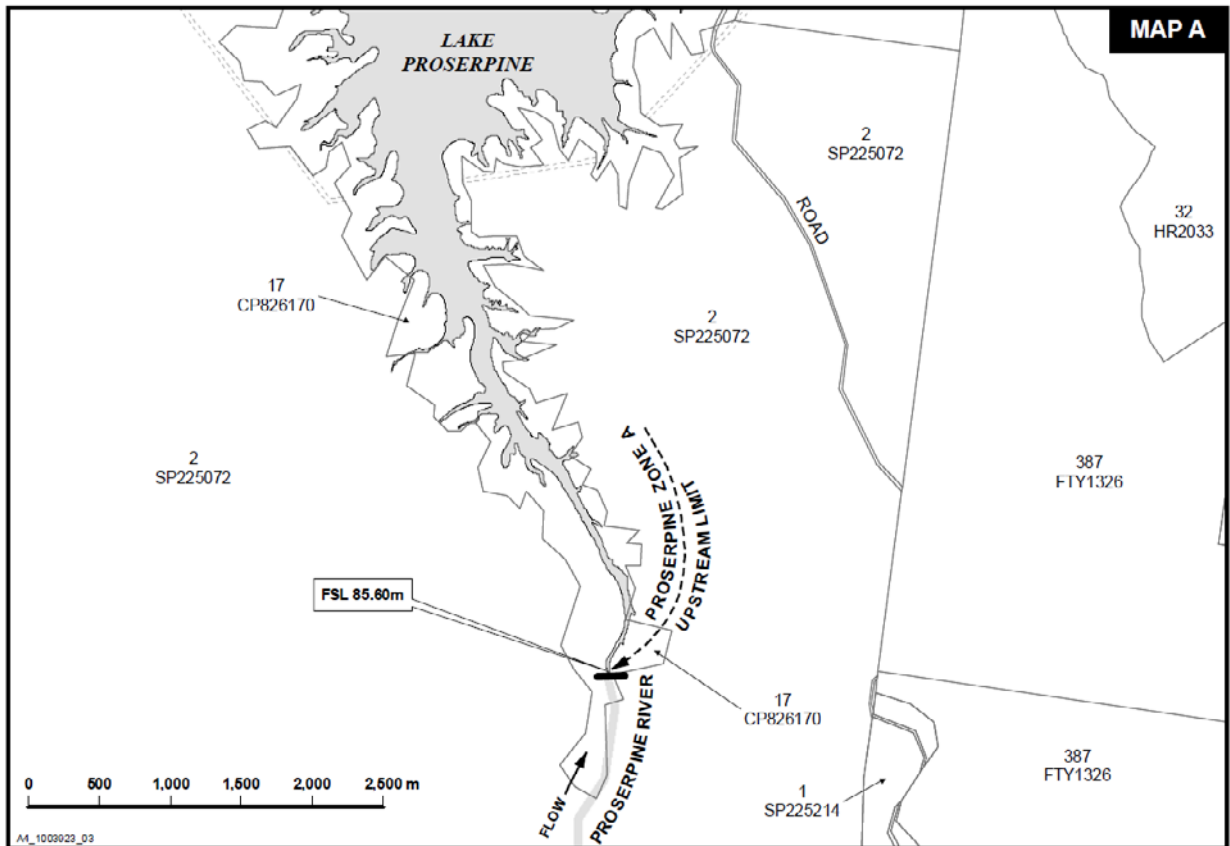 MAP A
LAKE
PROSERPINE
2
SP225072
ROAD
32
HR2033
17
CP826170
2
SP225072
2
SP225072
387
FTY1326
PROSERPINE ZONE A
UPSTREAM LIMIT
FSL 85.60m
17
CP826170
PROSERPINE RIVER
FLOW
387
FTY1326
1
SP225214
0 500 1,000 1,500 2,000 2,500 m
A4_1003923_03